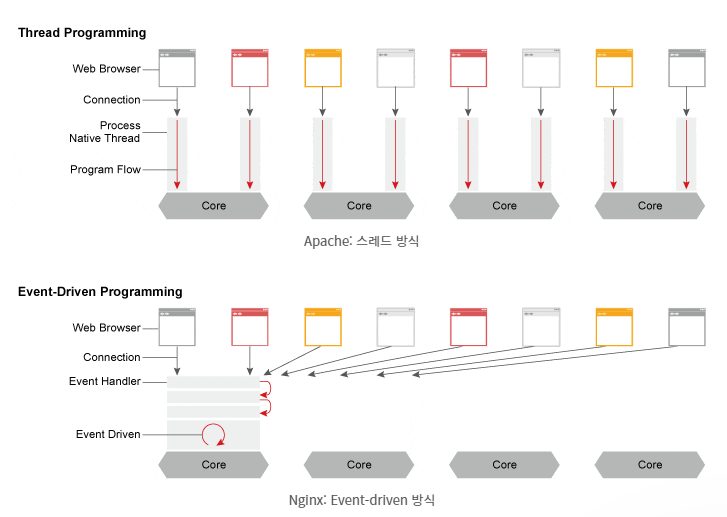 Thread Programming
Web Browser
Connection
Process
Native Thread
Program Flow
Core Core Core Core
Apache: 스레드 방식
Event-Driven Programming
Web Browser
Connection
Event Handler
Event Driven
Core Core Core Core
Nginx: Event-driven 방식